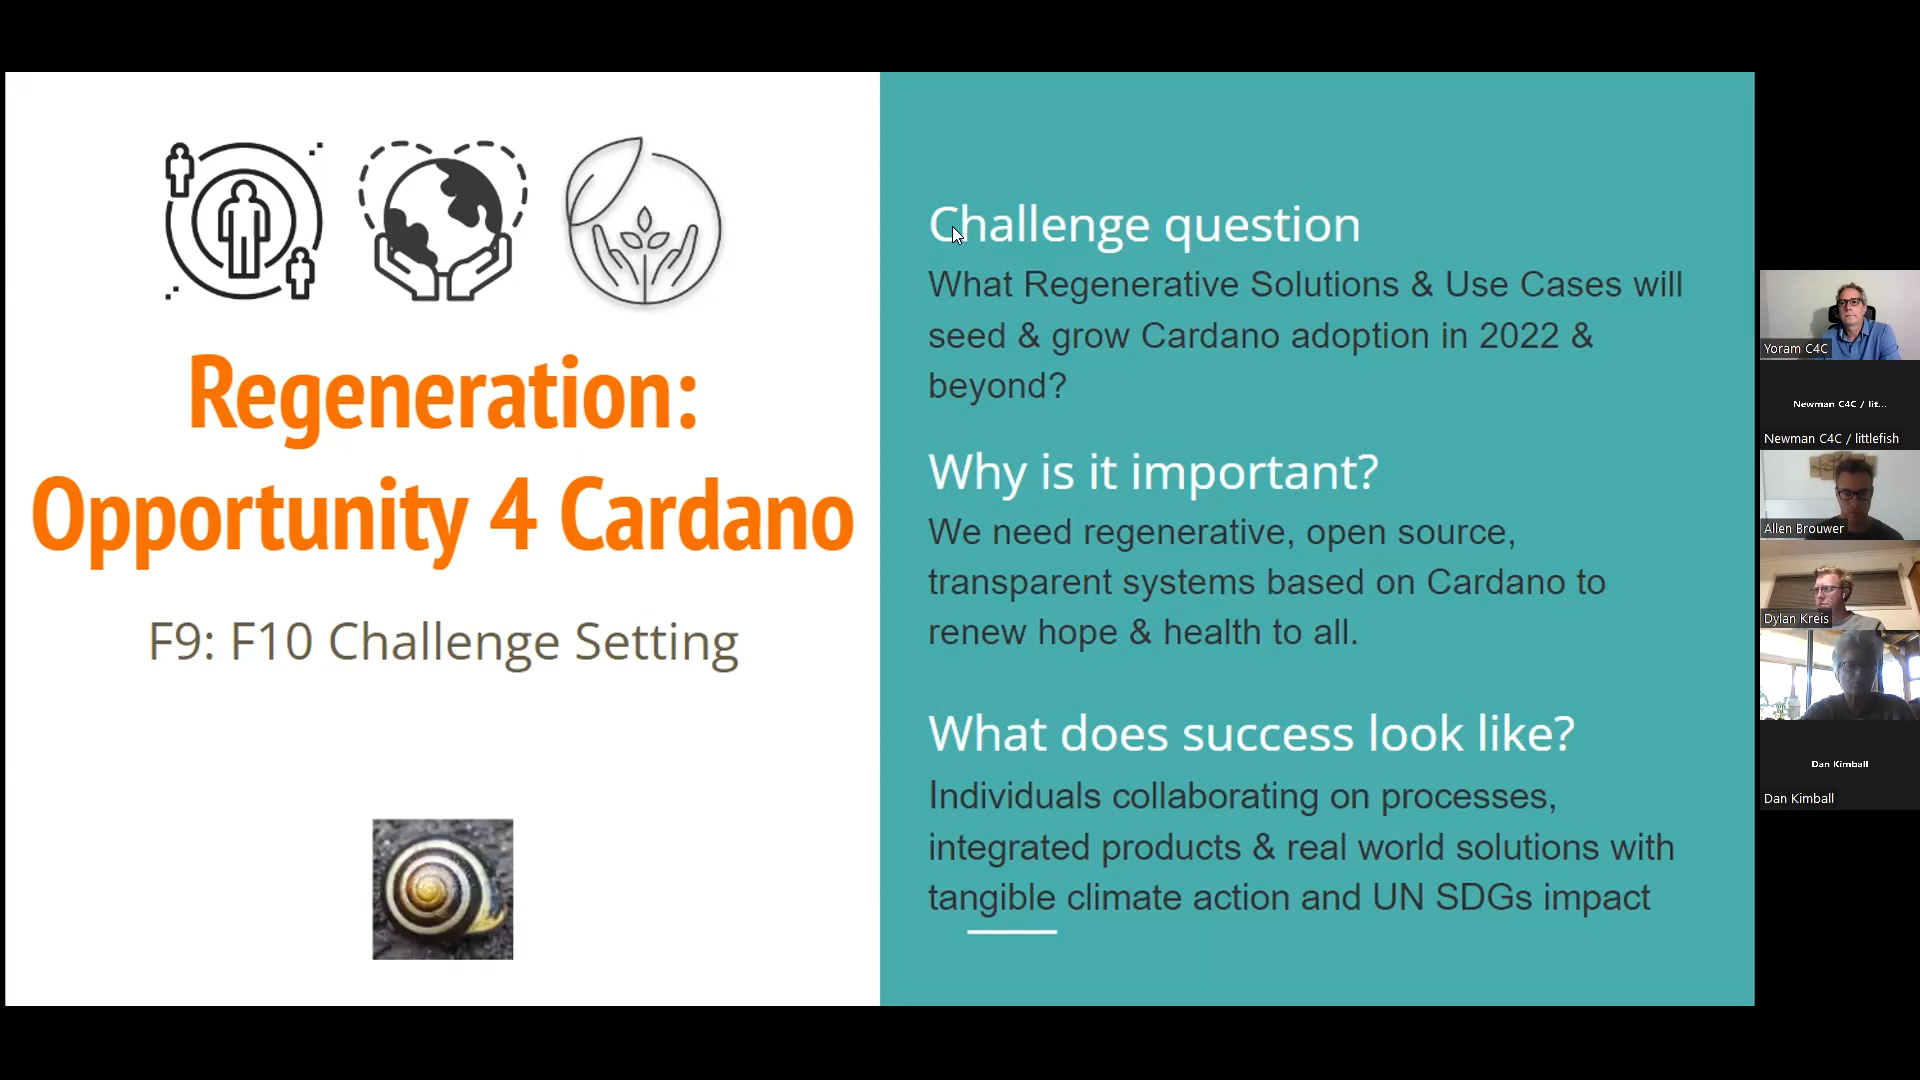 Regeneration:
Opportunity 4 Cardano
F9: F10 Challenge Setting
Challenge question
What Regenerative Solutions & Use Cases will
seed & grow Cardano adoption in 2022 &
beyond?
Why is it important?
We need regenerative, open source,
transparent systems based on Cardano to
renew hope & health to all.
What does success look like?
Individuals collaborating on processes,
integrated products & real world solutions with
tangible climate action and UN SDGs impact
Yoram C4C
Newman C4C / lit...
Newman C4C / littlefish
Allen Brouwer
Dylan Kreis
Dan Kimball
Dan Kimball